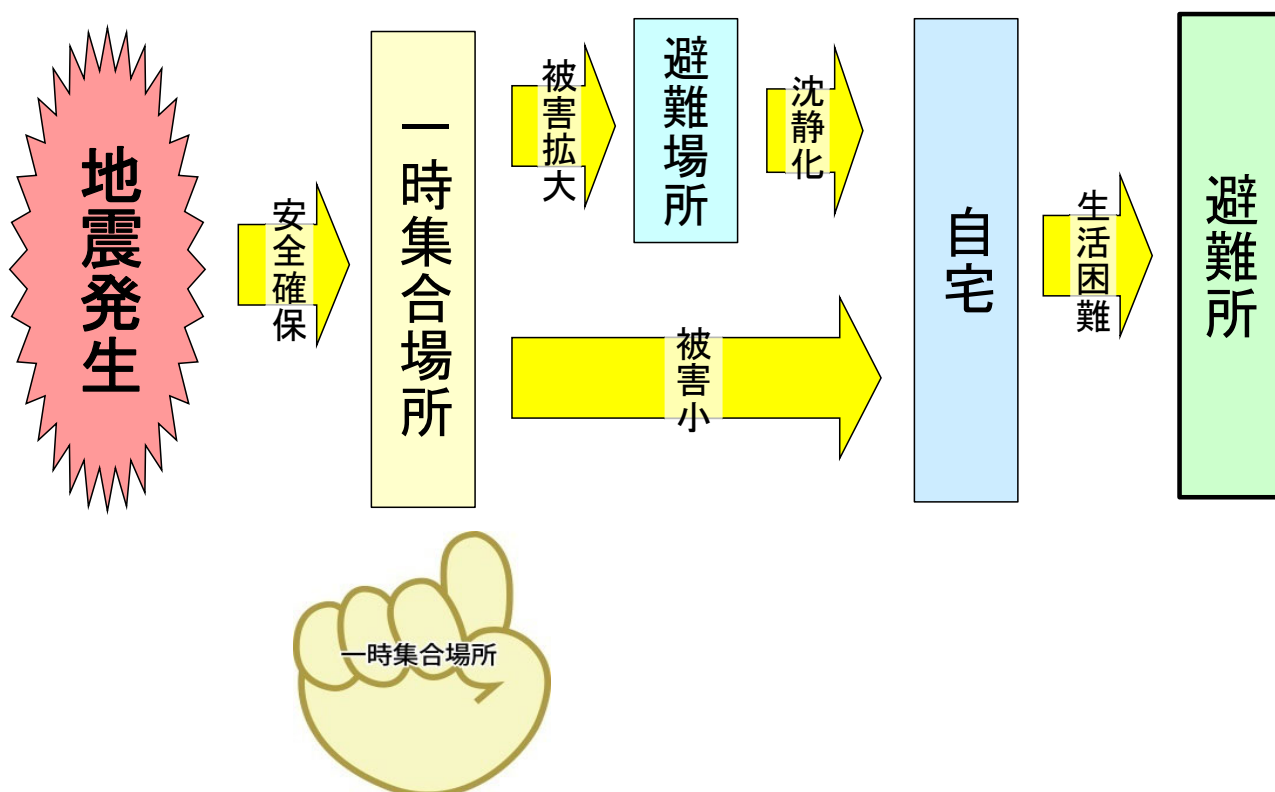 地震発生
安全確保
一時集合場所
被害拡大
避難場所
沈静化
被害小
自宅
生活困難
避難所
一時集合場所